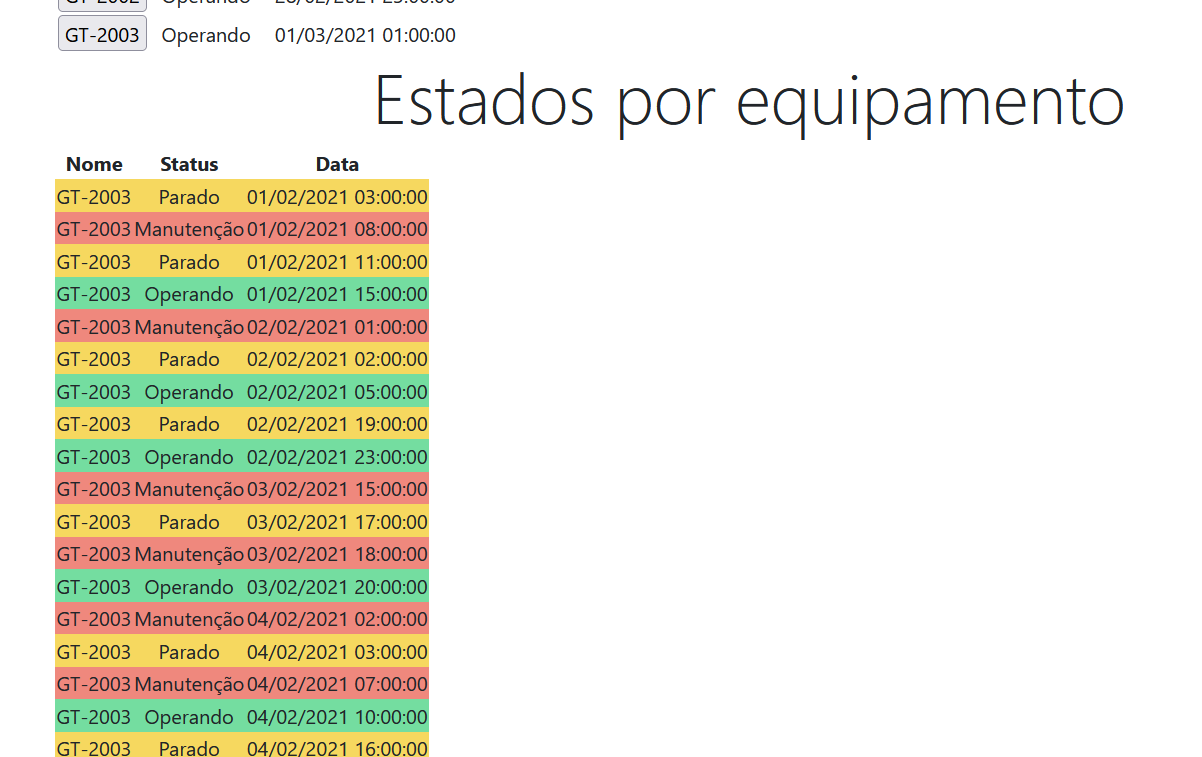 GT-2002 Operando 28/02/2021 23:00:00
GT-2003 Operando 01/03/2021 01:00:00
Estados por equipamento
Nome Status Data
GT-2003 Parado 01/02/2021 03:00:00
GT-2003 Manutenção 01/02/2021 08:00:00
GT-2003 Parado 01/02/2021 11:00:00
GT-2003 Operando 01/02/2021 15:00:00
GT-2003 Manutenção 02/02/2021 01:00:00
GT-2003 Parado 02/02/2021 02:00:00
GT-2003 Operando 02/02/2021 05:00:00
GT-2003 Parado 02/02/2021 19:00:00
GT-2003 Operando 02/02/2021 23:00:00
GT-2003 Manutenção 03/02/2021 15:00:00
GT-2003 Parado 03/02/2021 17:00:00
GT-2003 Manutenção 03/02/2021 18:00:00
GT-2003 Operando 03/02/2021 20:00:00
GT-2003 Manutenção 04/02/2021 02:00:00
GT-2003 Parado 04/02/2021 03:00:00
GT-2003 Manutenção 04/02/2021 07:00:00
GT-2003 Operando 04/02/2021 10:00:00
GT-2003 Parado 04/02/2021 16:00:00